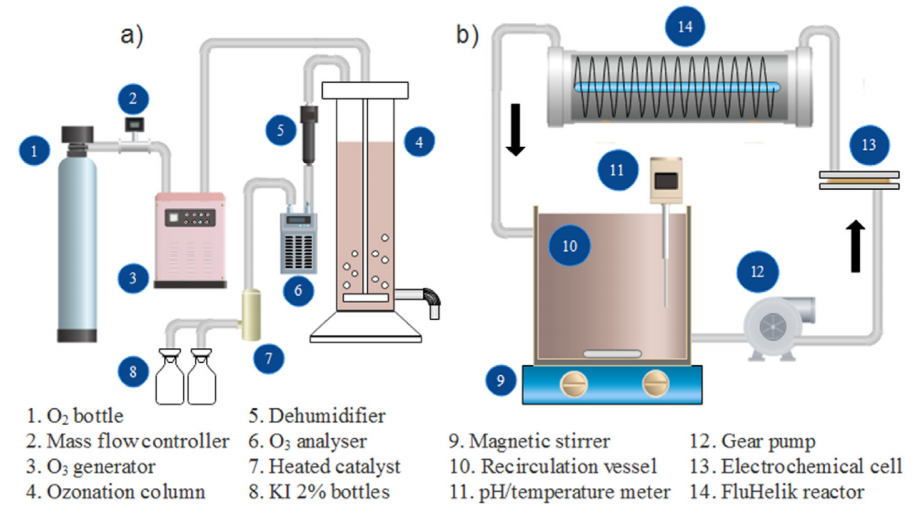 a)
b)
14
2
1
5
4
13
11
10
12
3
6
7
8
9
1. O₂ bottle
2. Mass flow controller
3. O₃ generator
4. Ozonation column
5. Dehumidifier
6. O₃ analyser
7. Heated catalyst
8. KI 2% bottles
9. Magnetic stirrer
10. Recirculation vessel
11. pH/temperature meter
12. Gear pump
13. Electrochemical cell
14. FluHelik reactor